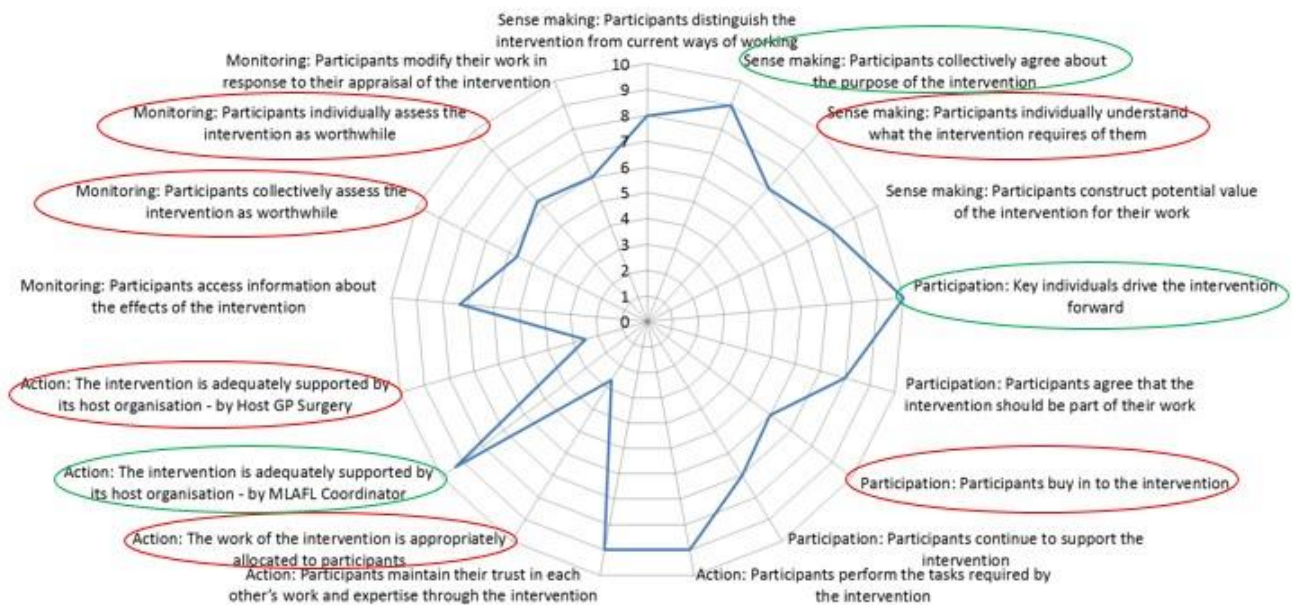 Sense making: Participants distinguish the
intervention from current ways of working
Sense making: Participants collectively agree about
the purpose of the intervention
Sense making: Participants individually understand
what the intervention requires of them
Sense making: Participants construct potential value
of the intervention for their work
Participation: Key individuals drive the intervention
forward
Participation: Participants agree that the
intervention should be part of their work
Participation: Participants buy in to the intervention
Participation: Participants continue to support the
intervention
Action: Participants perform the tasks required by
the intervention
Action: Participants maintain their trust in each
other's work and expertise through the intervention
Action: The work of the intervention is appropriately
allocated to participants
Action: The intervention is adequately supported by
its host organisation - by MLAFL Coordinator
Action: The intervention is adequately supported by
its host organisation - by Host GP Surgery
Monitoring: Participants access information about
the effects of the intervention
Monitoring: Participants collectively assess the
intervention as worthwhile
Monitoring: Participants individually assess the
intervention as worthwhile
Monitoring: Participants modify their work in
response to their appraisal of the intervention
10
9
8
7
6
5
4
3
2
1
0